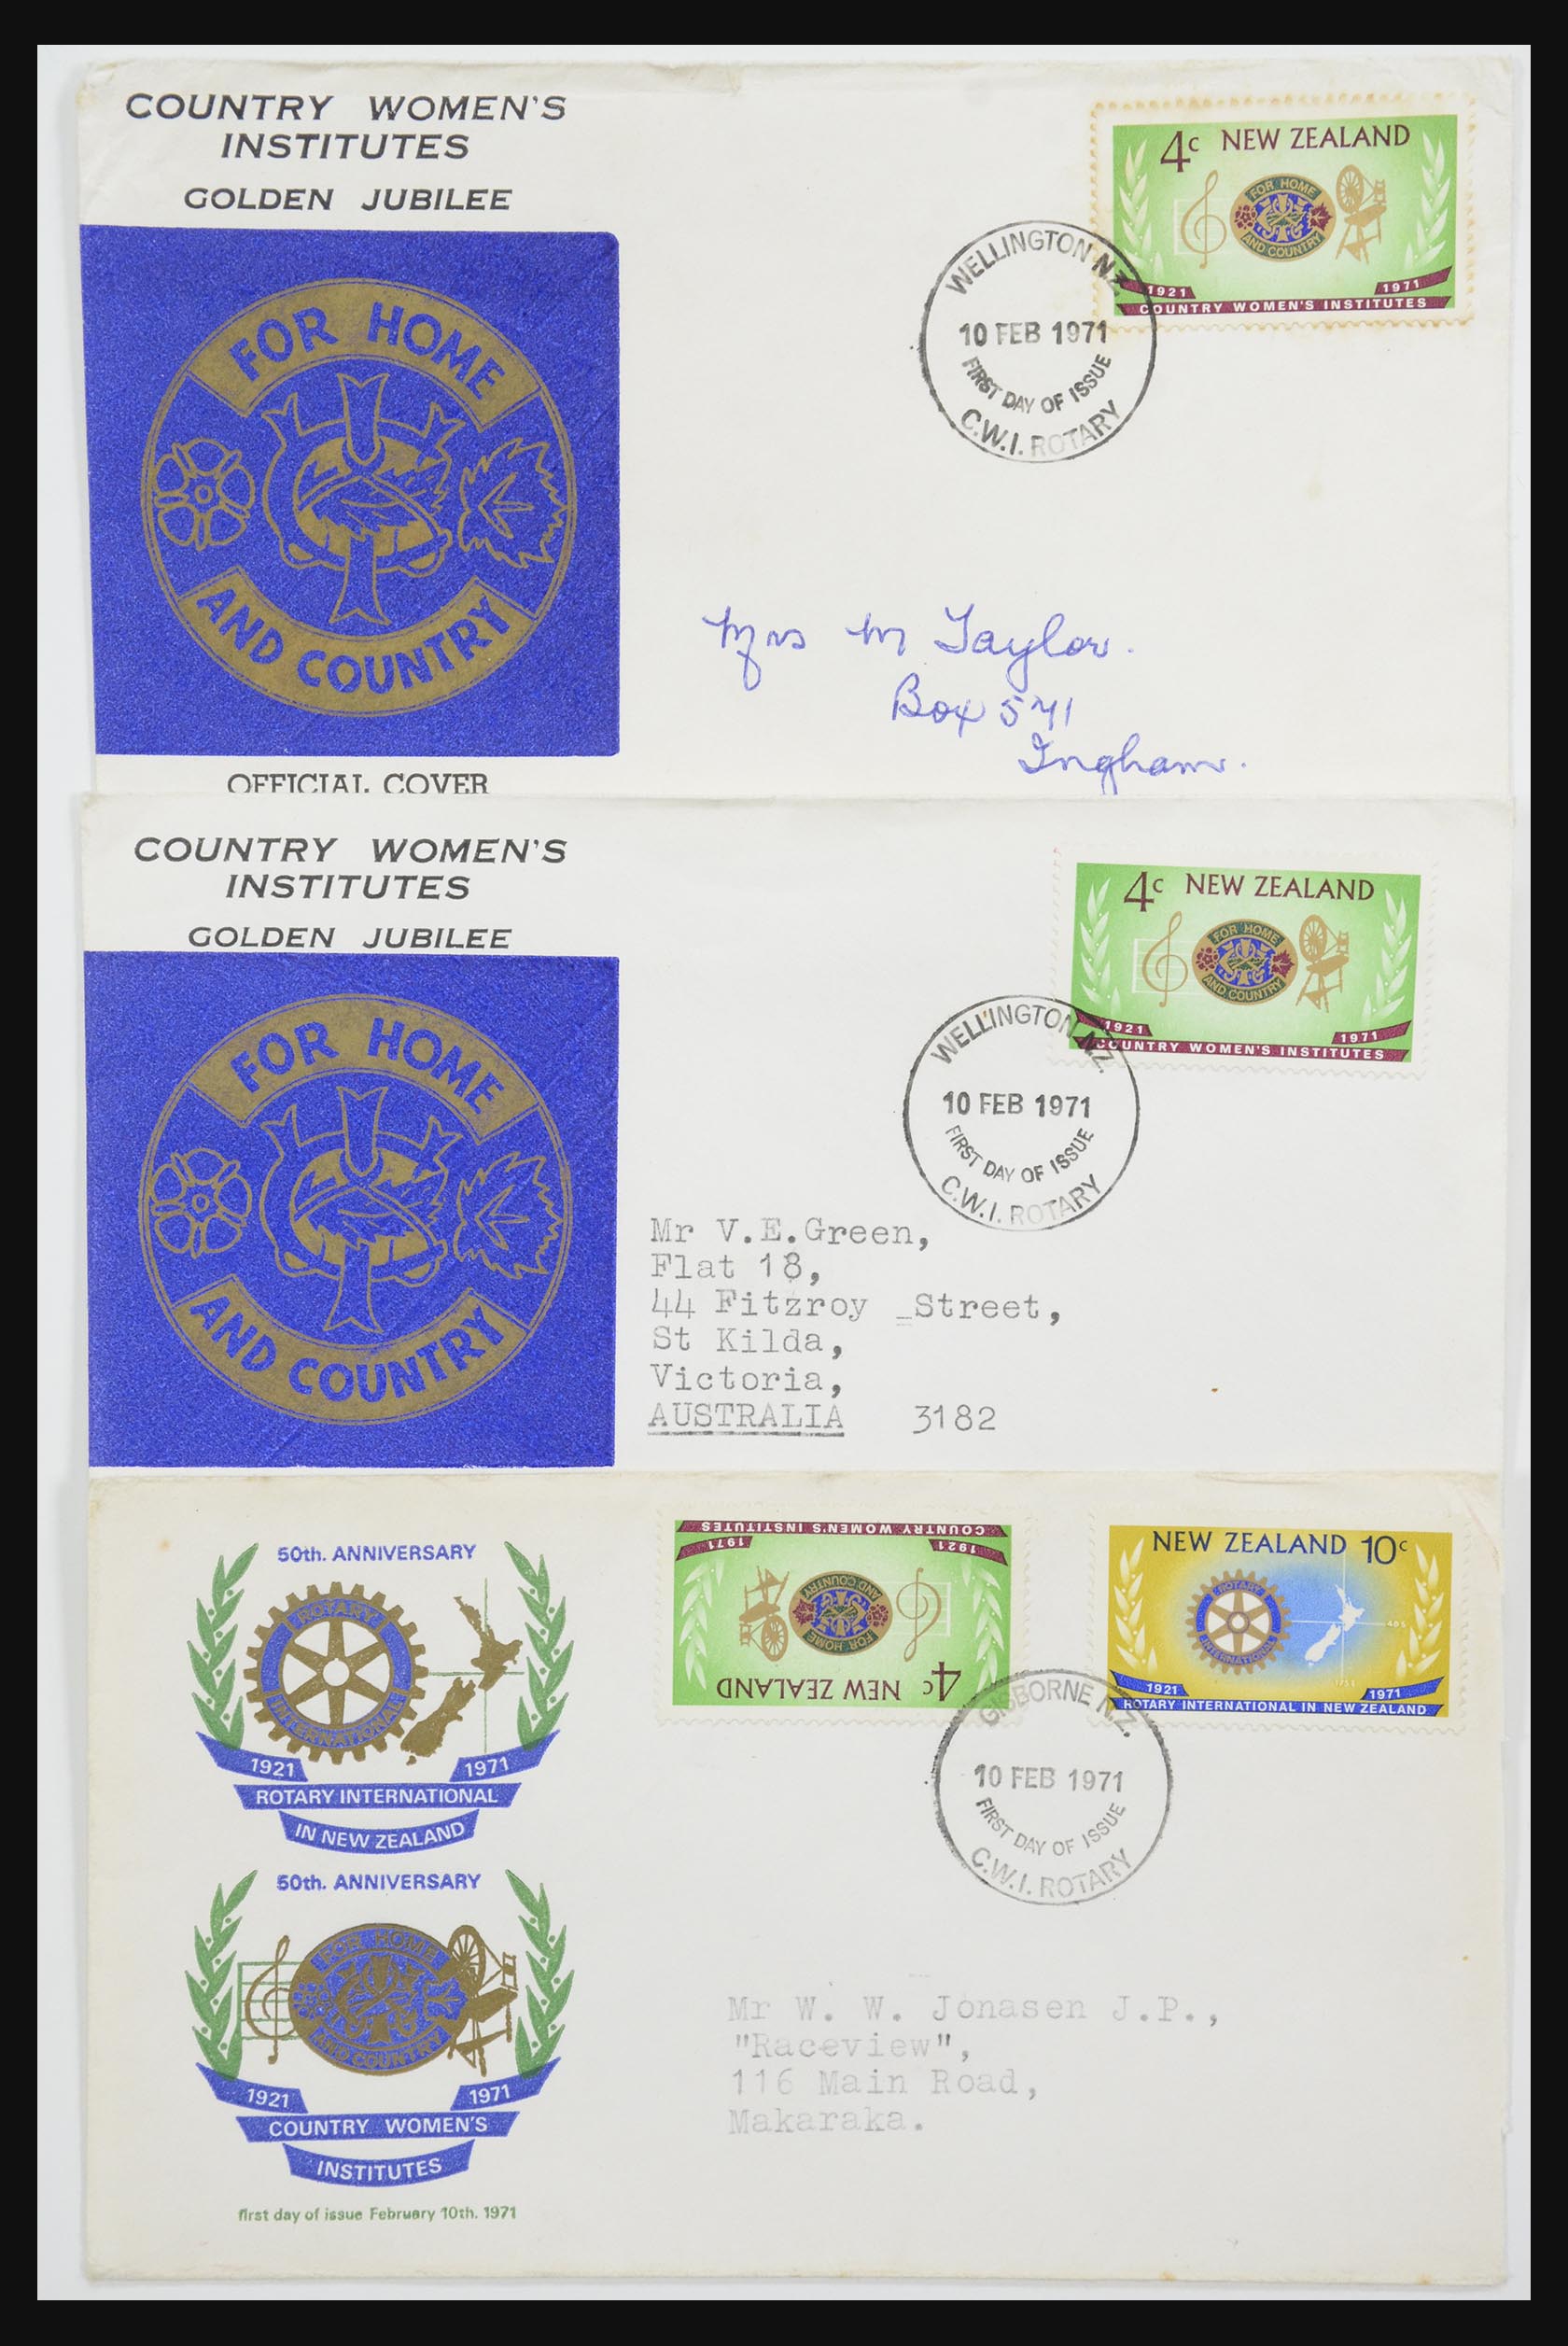 COUNTRY WOMEN'S
INSTITUTES
GOLDEN JUBILEE
FOR HOME
AND COUNTRY
OFFICIAL COVER
4c NEW ZEALAND
FOR HOME
AND COUNTRY
1921 1971
COUNTRY WOMEN'S INSTITUTES
WELLINGTON N.Z.
10 FEB 1971
FIRST DAY OF ISSUE
C.W.I. ROTARY
Mrs M Taylor.
Box 571
Ingham.
COUNTRY WOMEN'S
INSTITUTES
GOLDEN JUBILEE
FOR HOME
AND COUNTRY
4c NEW ZEALAND
FOR HOME
AND COUNTRY
1921 1971
COUNTRY WOMEN'S INSTITUTES
WELLINGTON N.Z.
10 FEB 1971
FIRST DAY OF ISSUE
C.W.I. ROTARY
Mr V.E.Green,
Flat 18,
44 Fitzroy _Street,
St Kilda,
Victoria,
AUSTRALIA 3182
50th. ANNIVERSARY
ROTARY
INTERNATIONAL
1921 1971
ROTARY INTERNATIONAL
IN NEW ZEALAND
50th. ANNIVERSARY
FOR HOME
AND COUNTRY
1921 1971
COUNTRY WOMEN'S
INSTITUTES
first day of issue February 10th. 1971
4c NEW ZEALAND
FOR HOME
AND COUNTRY
1921 1971
COUNTRY WOMEN'S INSTITUTES
NEW ZEALAND 10c
ROTARY
INTERNATIONAL
40S
1921 1971
ROTARY INTERNATIONAL IN NEW ZEALAND
GISBORNE N.Z.
10 FEB 1971
FIRST DAY OF ISSUE
C.W.I. ROTARY
Mr W. W. Jonasen J.P.,
"Raceview",
116 Main Road,
Makaraka.